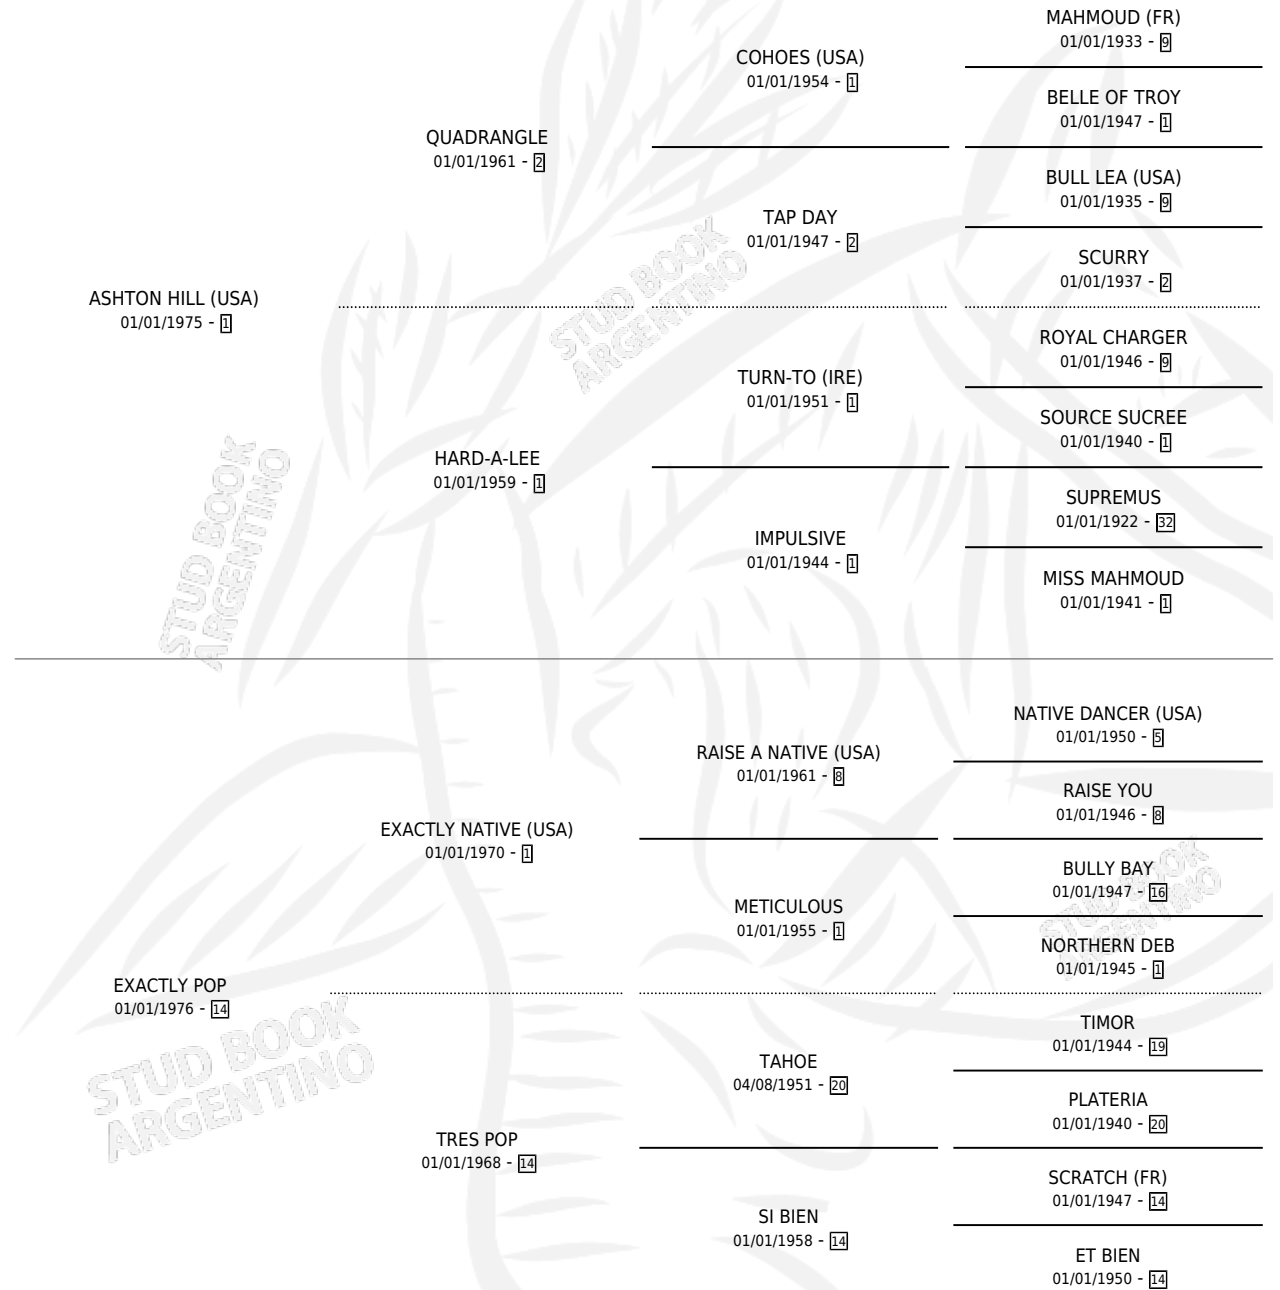 MAHMOUD (FR)
01/01/1933 - 9
COHOES (USA)
01/01/1954 - 1
BELLE OF TROY
01/01/1947 - 1
QUADRANGLE
01/01/1961 - 2
BULL LEA (USA)
01/01/1935 - 9
TAP DAY
01/01/1947 - 2
SCURRY
01/01/1937 - 2
ASHTON HILL (USA)
01/01/1975 - 1
ROYAL CHARGER
01/01/1946 - 9
TURN-TO (IRE)
01/01/1951 - 1
SOURCE SUCREE
01/01/1940 - 1
HARD-A-LEE
01/01/1959 - 1
SUPREMUS
01/01/1922 - 32
IMPULSIVE
01/01/1944 - 1
MISS MAHMOUD
01/01/1941 - 1
STUD BOOK
ARGENTINO
STUD BOOK
ARGENTINO
NATIVE DANCER (USA)
01/01/1950 - 5
RAISE A NATIVE (USA)
01/01/1961 - 8
RAISE YOU
01/01/1946 - 8
EXACTLY NATIVE (USA)
01/01/1970 - 1
BULLY BAY
01/01/1947 - 16
METICULOUS
01/01/1955 - 1
NORTHERN DEB
01/01/1945 - 1
EXACTLY POP
01/01/1976 - 14
TIMOR
01/01/1944 - 19
TAHOE
04/08/1951 - 20
PLATERIA
01/01/1940 - 20
TRES POP
01/01/1968 - 14
SCRATCH (FR)
01/01/1947 - 14
SI BIEN
01/01/1958 - 14
ET BIEN
01/01/1950 - 14
STUD BOOK
ARGENTINO
STUD BOOK
ARGENTINO